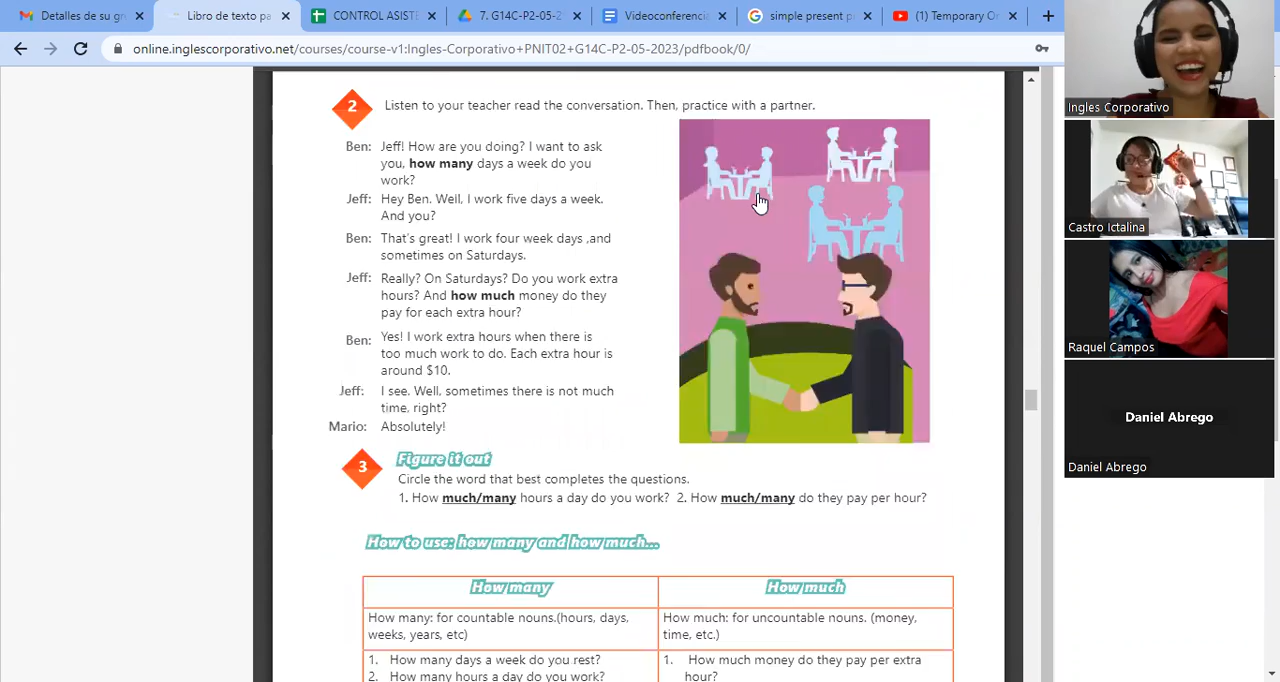 Detalles de su gr
Libro de texto pa
CONTROL ASIST
7. G14C-P2-05-2
Videoconferencia
simple present p
(1) Temporary Or
online.inglescorporativo.net/courses/course-v1:Ingles-Corporativo+PNIT02+G14C-P2-05-2023/pdfbook/0/
2 Listen to your teacher read the conversation. Then, practice with a partner.
Ben: Jeff! How are you doing? I want to ask
you, how many days a week do you
work?
Jeff: Hey Ben. Well, I work five days a week.
And you?
Ben: That's great! I work four week days ,and
sometimes on Saturdays.
Jeff: Really? On Saturdays? Do you work extra
hours? And how much money do they
pay for each extra hour?
Ben: Yes! I work extra hours when there is
too much work to do. Each extra hour is
around $10.
Jeff: I see. Well, sometimes there is not much
time, right?
Mario: Absolutely!
3 Figure it out
Circle the word that best completes the questions.
1. How much/many hours a day do you work? 2. How much/many do they pay per hour?
How to use: how many and how much...
How many
How much
How many: for countable nouns.(hours, days,
weeks, years, etc)
How much: for uncountable nouns. (money,
time, etc.)
1. How many days a week do you rest?
2. How many hours a day do you work?
1. How much money do they pay per extra
hour?
Ingles Corporativo
Castro Ictalina
Raquel Campos
Daniel Abrego
Daniel Abrego